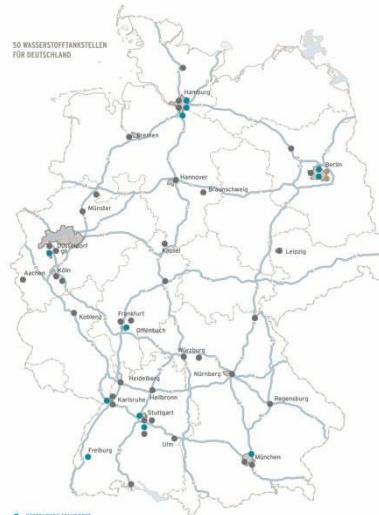 50 WASSERSTOFFTANKSTELLEN
FÜR DEUTSCHLAND
Hamburg
Bremen
Berlin
Hannover
Braunschweig
Münster
Düsseldorf
Kassel
Leipzig
Aachen
Köln
Koblenz
Frankfurt
Offenbach
Würzburg
Nürnberg
Heidelberg
Karlsruhe
Heilbronn
Regensburg
Stuttgart
Ulm
München
Freiburg